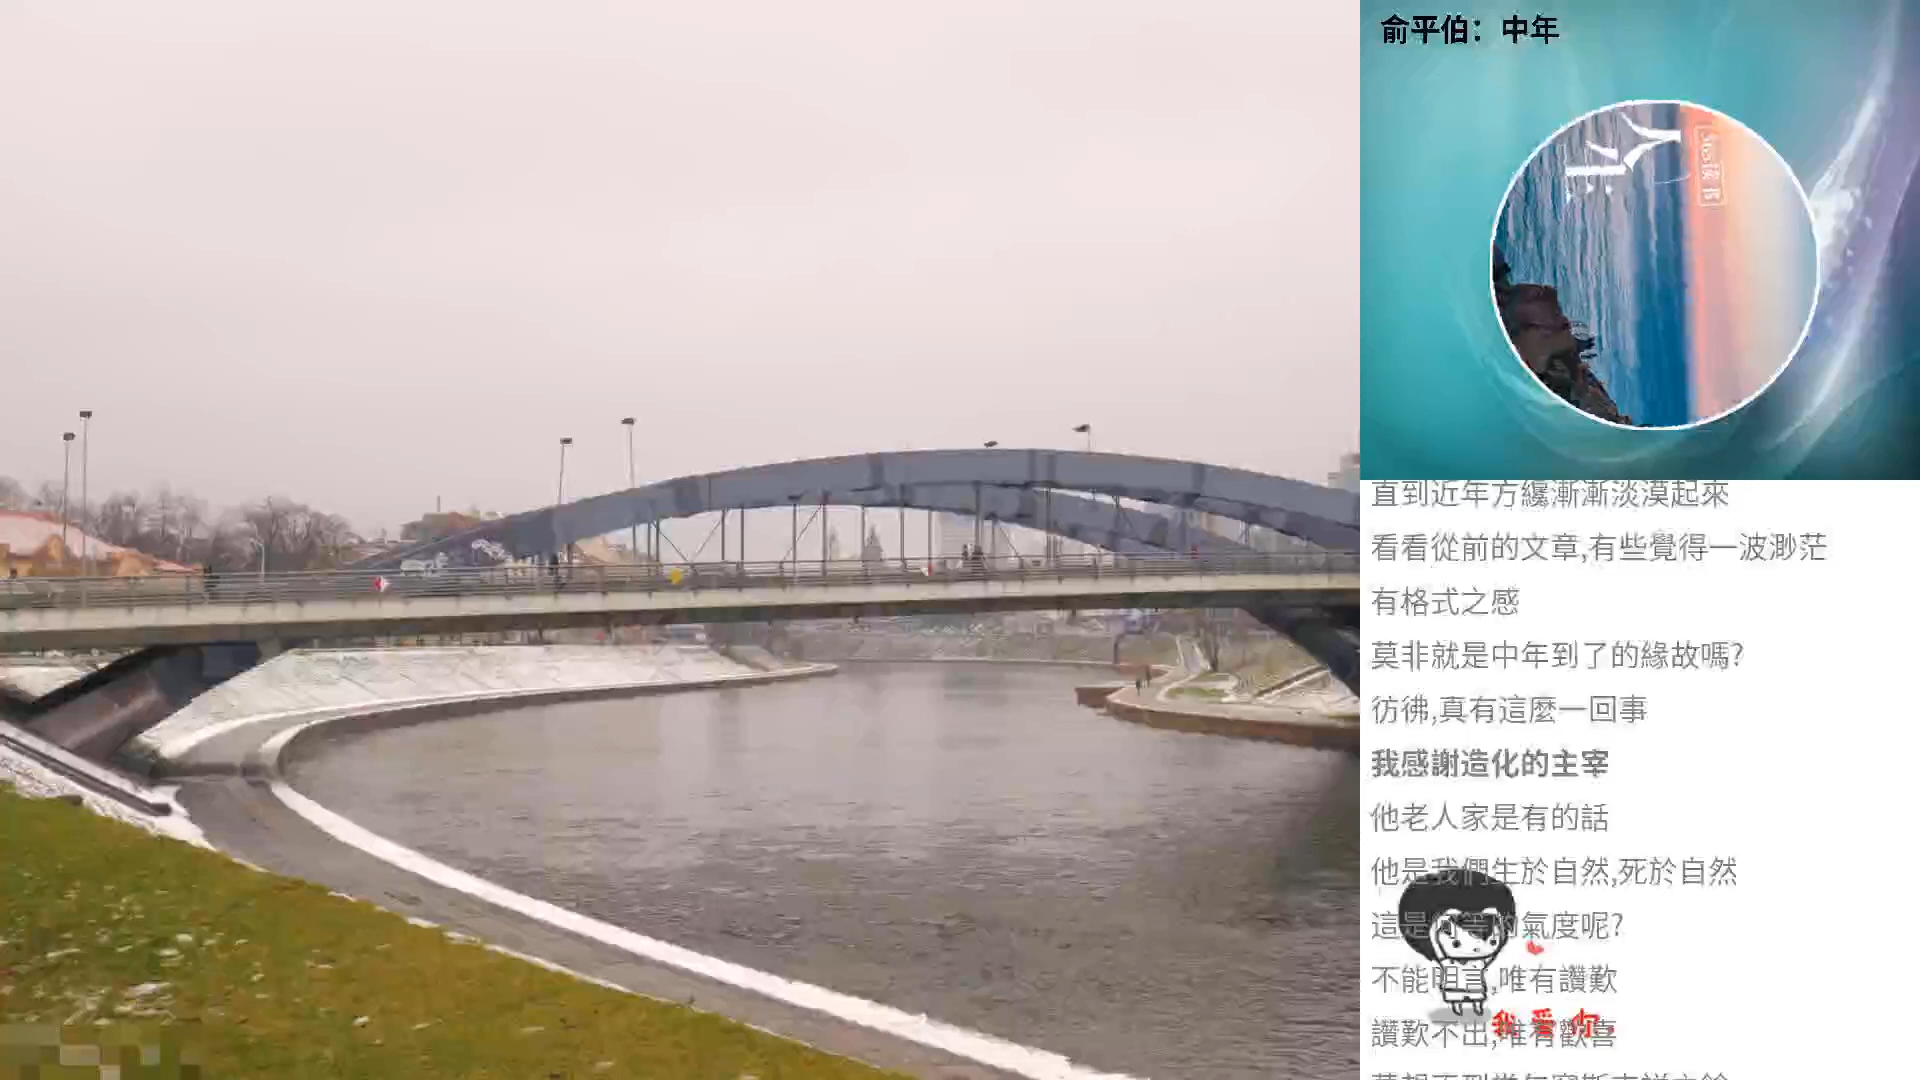 俞平伯：中年
人生
直到近年方纔漸漸淡漠起來
看看從前的文章,有些覺得一波渺茫
有格式之感
莫非就是中年到了的緣故嗎?
彷彿,真有這麼一回事
我感謝造化的主宰
他老人家是有的話
他是我們生於自然,死於自然
這是何等的氣度呢?
不能明言,唯有讚歎
讚歎不出,唯有歡喜
我爱你.